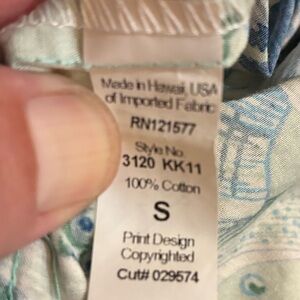 Made in Hawaii, USA
of Imported Fabric
RN121577
Style No.
3120 KK11
100% Cotton
S
Print Design
Copyrighted
Cut# 029574